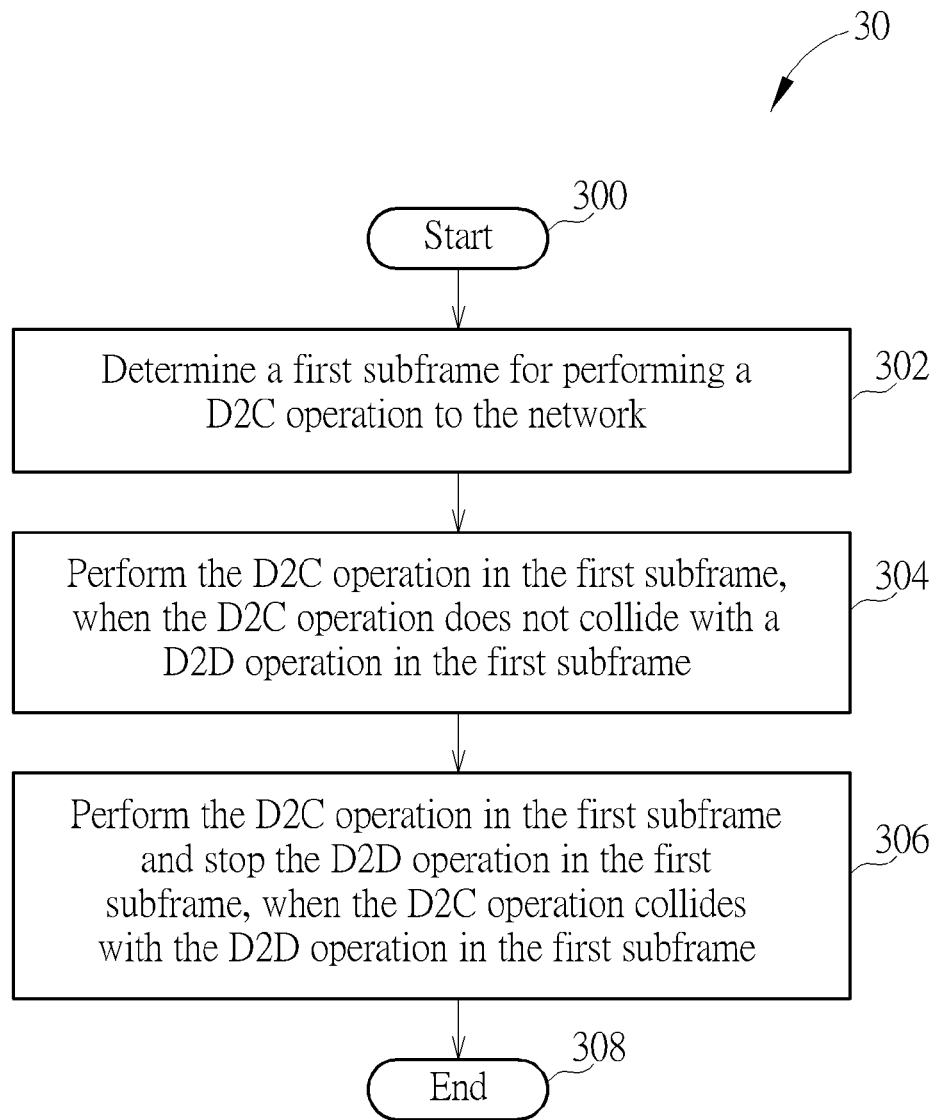 30
300
Start
Determine a first subframe for performing a
D2C operation to the network
302
Perform the D2C operation in the first subframe,
when the D2C operation does not collide with a
D2D operation in the first subframe
304
Perform the D2C operation in the first subframe
and stop the D2D operation in the first
subframe, when the D2C operation collides
with the D2D operation in the first subframe
306
308
End